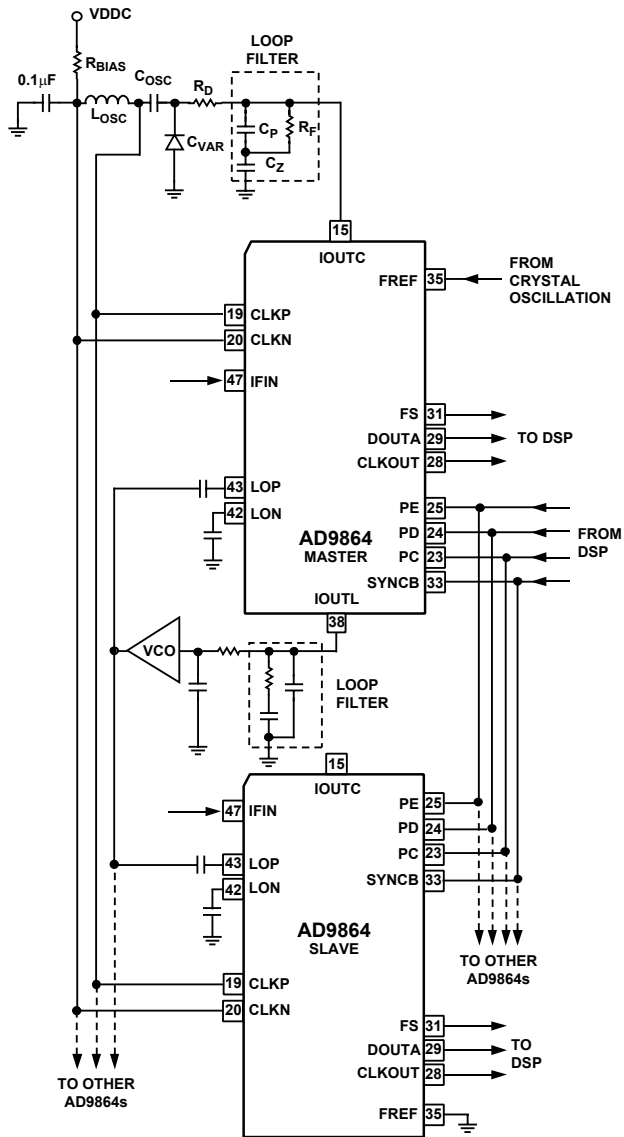 VDDC
RBIAS
0.1μF
COSC
LOSC
RD
CVAR
LOOP
FILTER
CP
RF
CZ
15
IOUTC
FREF
35
FROM
CRYSTAL
OSCILLATION
19
CLKP
20
CLKN
47
IFIN
FS
31
DOUTA
29
TO DSP
CLKOUT
28
43
LOP
42
LON
PE
25
PD
24
FROM
DSP
PC
23
SYNCB
33
AD9864
MASTER
IOUTL
38
VCO
LOOP
FILTER
15
IOUTC
47
IFIN
PE
25
PD
24
43
LOP
PC
23
42
LON
SYNCB
33
AD9864
SLAVE
TO OTHER
AD9864s
19
CLKP
20
CLKN
FS
31
DOUTA
29
TO
DSP
CLKOUT
28
TO OTHER
AD9864s
FREF
35